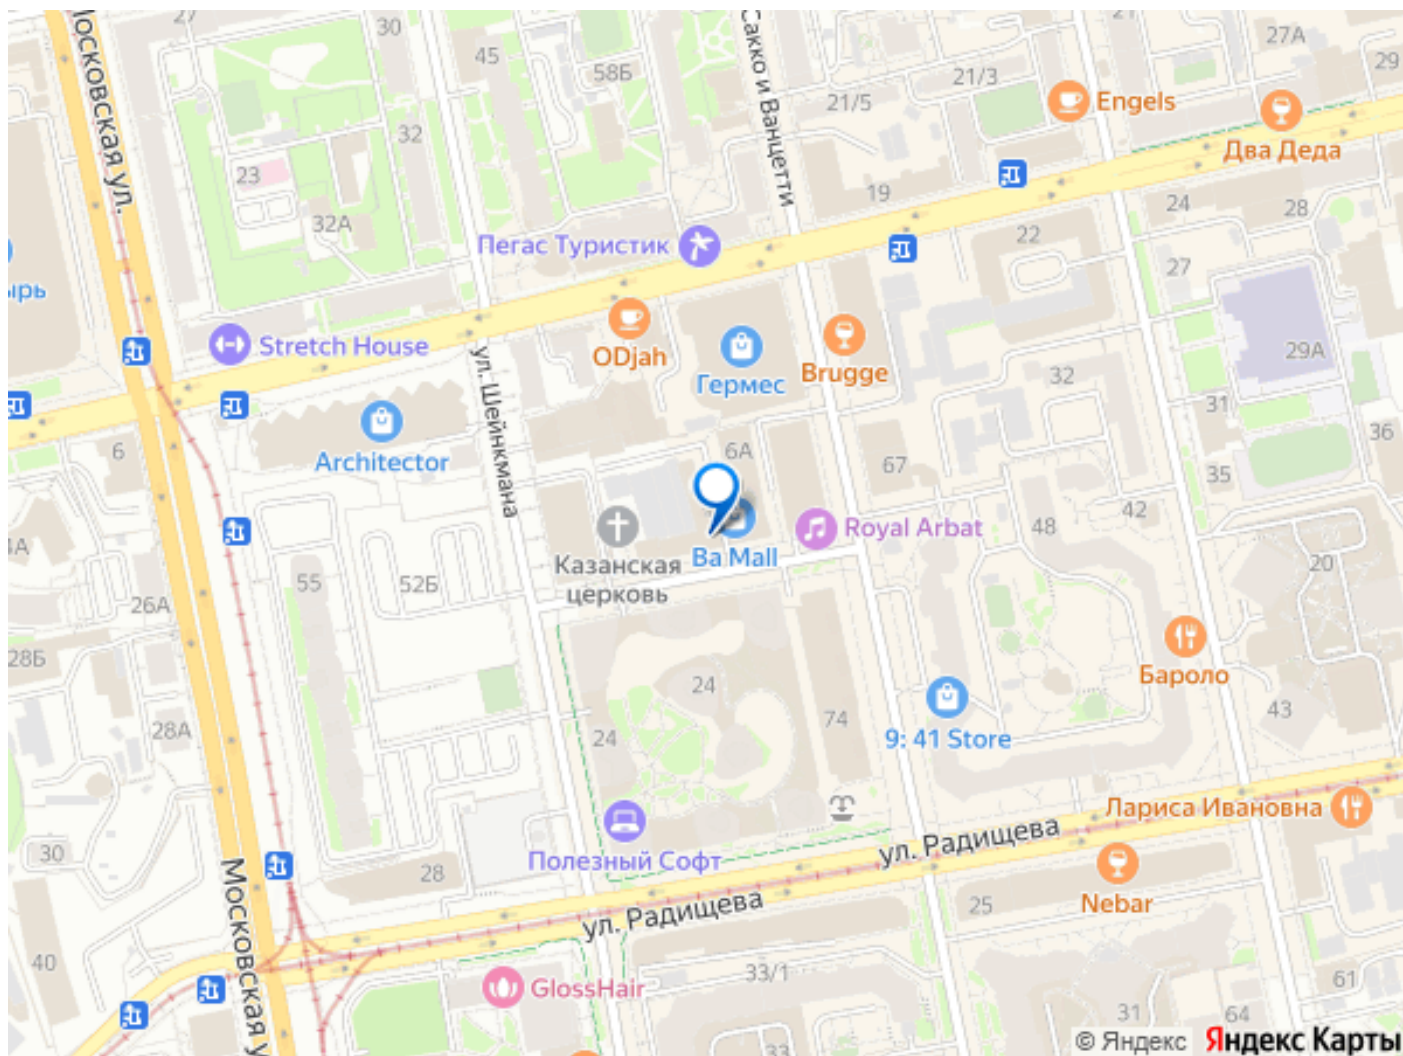 27
30
45
58Б
Сакко и Ванцетти
21
21/3
21/5
Engels
27А
29
Два Деда
Московская ул.
32
23
32А
19
24
28
22
27
Пегас Туристик
ырь
Stretch House
ODjah
Гермес
Brugge
29А
32
31
36
ул. Шейнкмана
Architector
6
6А
67
35
42
48
Royal Arbat
Ba Mall
Казанская
церковь
4А
55
52Б
26А
20
28Б
Бароло
24
74
43
28А
24
9: 41 Store
Лариса Ивановна
ул. Радищева
Полезный Софт
30
28
Nebar
25
ул. Радищева
Московская у
40
33/1
GlossHair
61
31
64
33
© Яндекс
Яндекс Карты